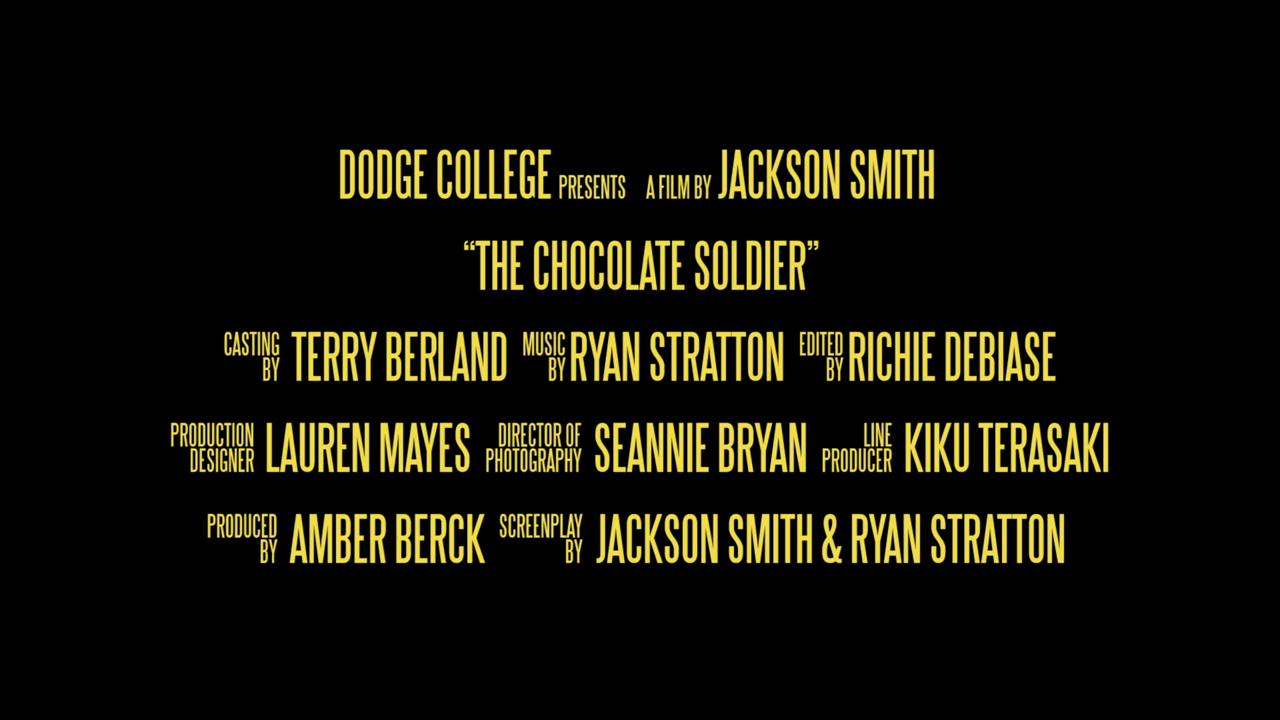 DODGE COLLEGE PRESENTS A FILM BY JACKSON SMITH
“THE CHOCOLATE SOLDIER”
CASTING BY TERRY BERLAND MUSIC BY RYAN STRATTON EDITED BY RICHIE DEBIASE
PRODUCTION DESIGNER LAUREN MAYES DIRECTOR OF PHOTOGRAPHY SEANNIE BRYAN LINE PRODUCER KIKU TERASAKI
PRODUCED BY AMBER BERCK SCREENPLAY BY JACKSON SMITH & RYAN STRATTON